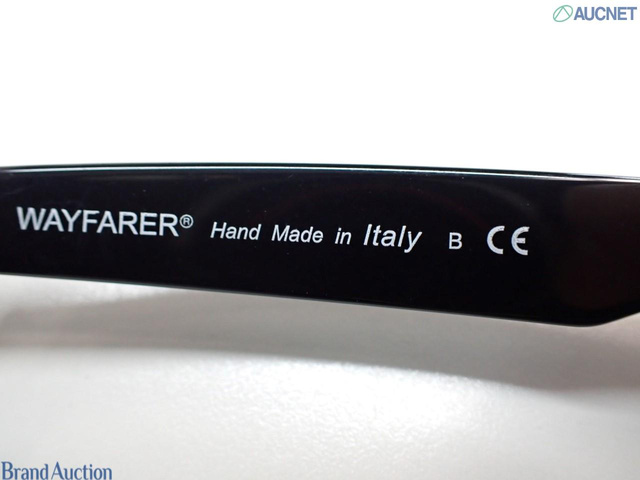 AUCNET
WAYFARER® Hand Made in Italy B CE
Brand Auction